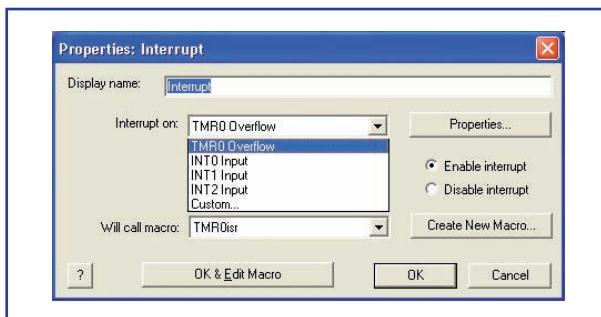 Properties: Interrupt
Display name: Interrupt
Interrupt on: TMR0 Overflow Properties...
TMR0 Overflow
INT0 Input
INT1 Input
INT2 Input
Custom...
Enable interrupt
Disable interrupt
Will call macro: TMR0isr Create New Macro...
? OK & Edit Macro OK Cancel